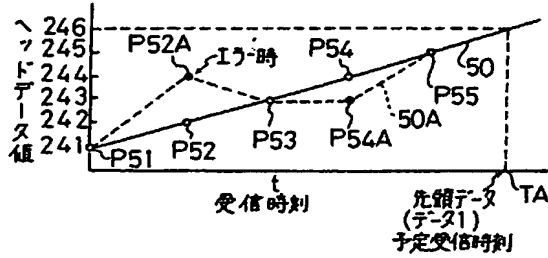 ヘッドデータ値
246
245
244
243
242
241
P52A
エラー時
P54
50
P55
50A
P53
P54A
P52
P51
t
受信時刻
先頭データ
(データ1)
予定受信時刻
TA